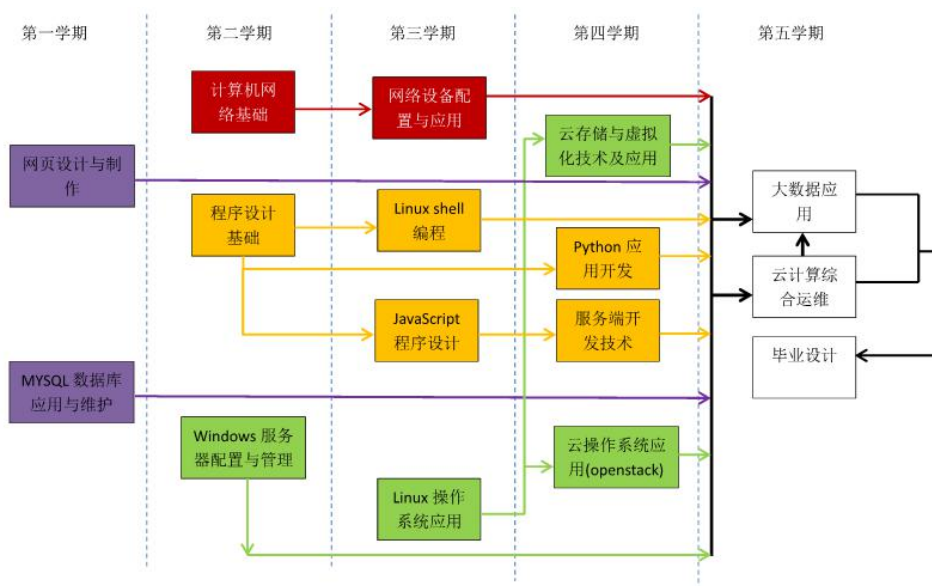 第一学期
第二学期
第三学期
第四学期
第五学期
计算机网
络基础
网络设备配
置与应用
云存储与虚拟
化技术及应用
网页设计与制
作
程序设计
基础
Linux shell
编程
Python 应
用开发
大数据应
用
云计算综
合运维
JavaScript
程序设计
服务端开
发技术
毕业设计
MYSQL 数据库
应用与维护
Windows 服务
器配置与管理
云操作系统应
用(openstack)
Linux 操作
系统应用